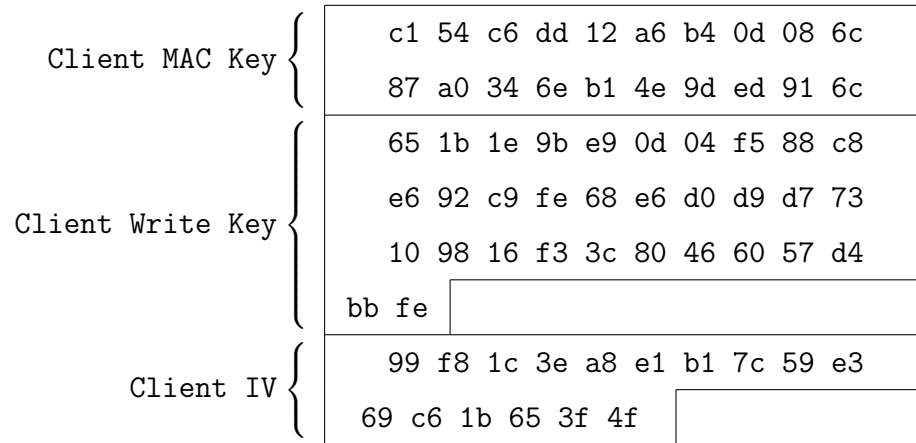 Client MAC Key
c1 54 c6 dd 12 a6 b4 0d 08 6c
87 a0 34 6e b1 4e 9d ed 91 6c
Client Write Key
65 1b 1e 9b e9 0d 04 f5 88 c8
e6 92 c9 fe 68 e6 d0 d9 d7 73
10 98 16 f3 3c 80 46 60 57 d4
bb fe
Client IV
99 f8 1c 3e a8 e1 b1 7c 59 e3
69 c6 1b 65 3f 4f